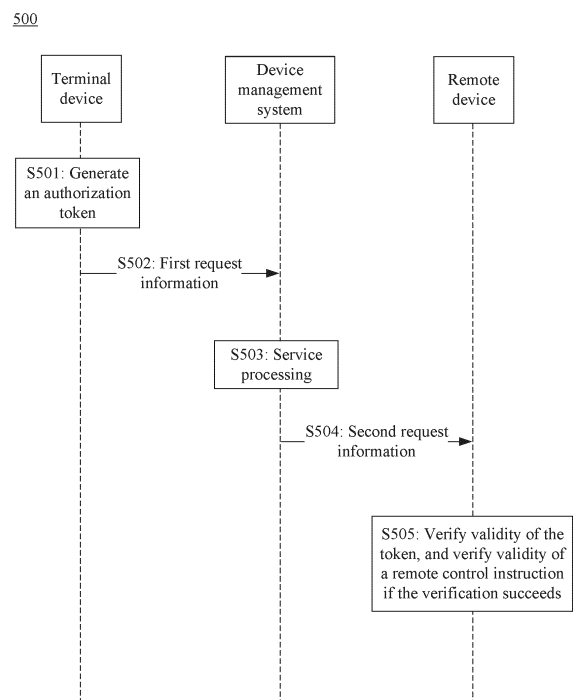 500
Terminal
device
Device
management
system
Remote
device
S501: Generate
an authorization
token
S502: First request
information
S503: Service
processing
S504: Second request
information
S505: Verify validity of the
token, and verify validity of
a remote control instruction
if the verification succeeds